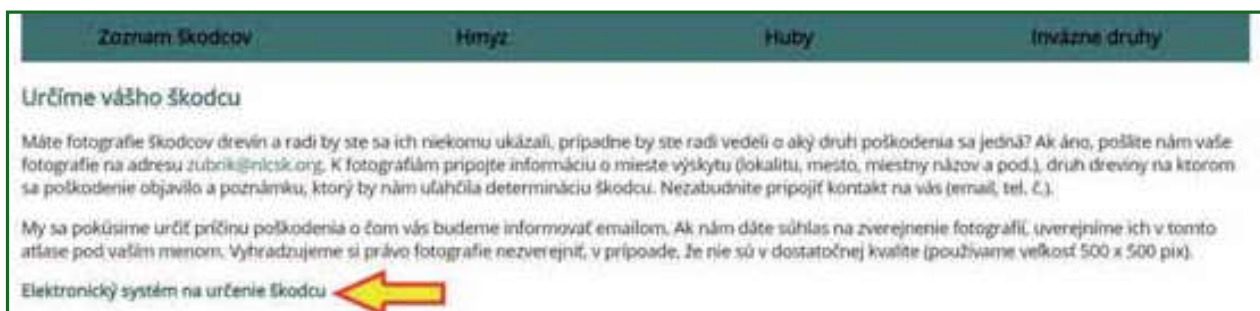 Zoznam škodcov Hmyz Huby Invázne druhy
Určíme vášho škodcu
Máte fotografie škodcov drevín a radi by ste sa ich niekomu ukázali, prípadne by ste radi vedeli o aký druh poškodenia sa jedná? Ak áno, pošlite nám vaše
fotografie na adresu zubrik@nlcsk.org. K fotografiám pripojte informáciu o mieste výskytu (lokalitu, mesto, miestny názov a pod.), druh dreviny na ktorom
sa poškodenie objavilo a poznámku, ktorý by nám uľahčila determináciu škodcu. Nezabudnite pripojiť kontakt na vás (email, tel. č.).
My sa pokúsime určiť príčinu poškodenia o čom vás budeme informovať emailom. Ak nám dáte súhlas na zverejnenie fotografií, uverejníme ich v tomto
atlase pod vaším menom. Vyhradzujeme si právo fotografie nezverejniť, v prípoade, že nie sú v dostatočnej kvalite (používame veľkosť 500 x 500 pix).
Elektronický systém na určenie škodcu